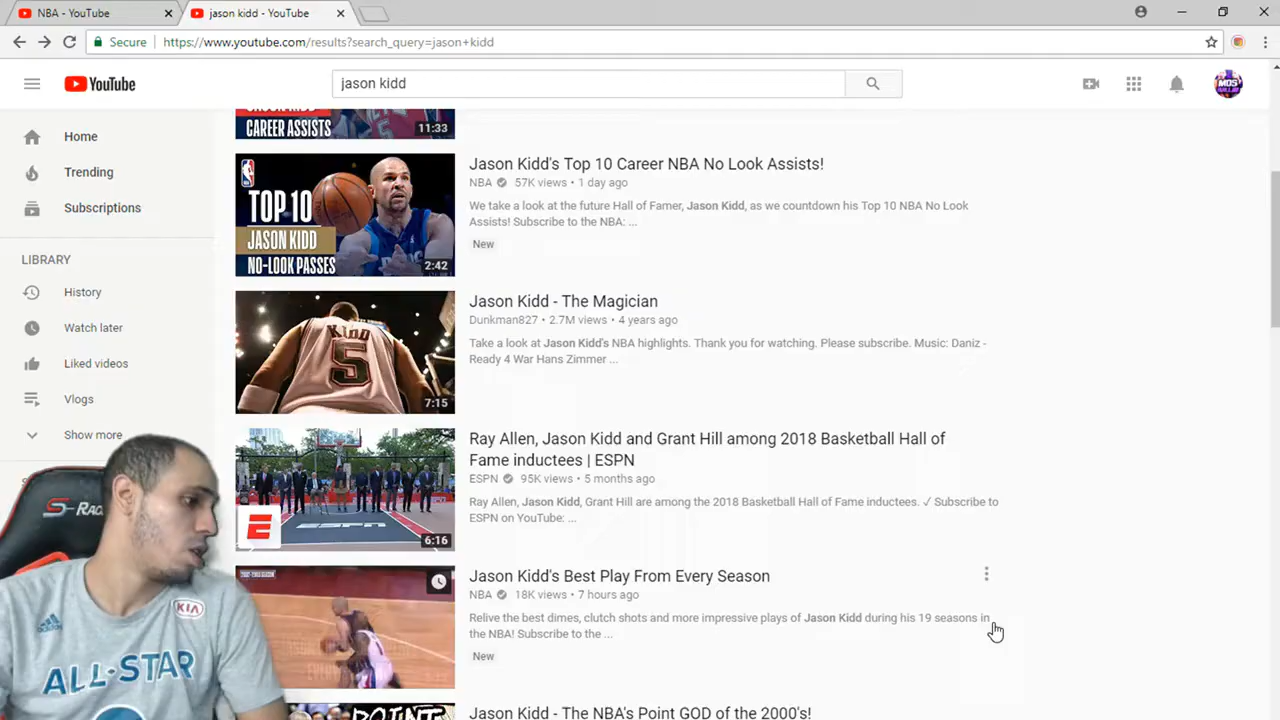 NBA - YouTube
jason kidd - YouTube
Secure
https://www.youtube.com/results?search_query=jason+kidd
YouTube
jason kidd
Home
Trending
Subscriptions
LIBRARY
History
Watch later
Liked videos
Vlogs
Show more
CAREER ASSISTS
11:33
TOP 10
JASON KIDD
NO-LOOK PASSES
2:42
Jason Kidd's Top 10 Career NBA No Look Assists!
NBA 57K views • 1 day ago
We take a look at the future Hall of Famer, Jason Kidd, as we countdown his Top 10 NBA No Look
Assists! Subscribe to the NBA: ...
New
KIDD
5
7:15
Jason Kidd - The Magician
Dunkman827 • 2.7M views • 4 years ago
Take a look at Jason Kidd's NBA highlights. Thank you for watching. Please subscribe. Music: Daniz -
Ready 4 War Hans Zimmer ...
E
ESPN
6:16
Ray Allen, Jason Kidd and Grant Hill among 2018 Basketball Hall of
Fame inductees | ESPN
ESPN 95K views • 5 months ago
Ray Allen, Jason Kidd, Grant Hill are among the 2018 Basketball Hall of Fame inductees. ✓ Subscribe to
ESPN on YouTube: ...
Jason Kidd's Best Play From Every Season
NBA 18K views • 7 hours ago
Relive the best dimes, clutch shots and more impressive plays of Jason Kidd during his 19 seasons in
the NBA! Subscribe to the ...
New
Jason Kidd - The NBA's Point GOD of the 2000's!
KIA
ALL-STAR